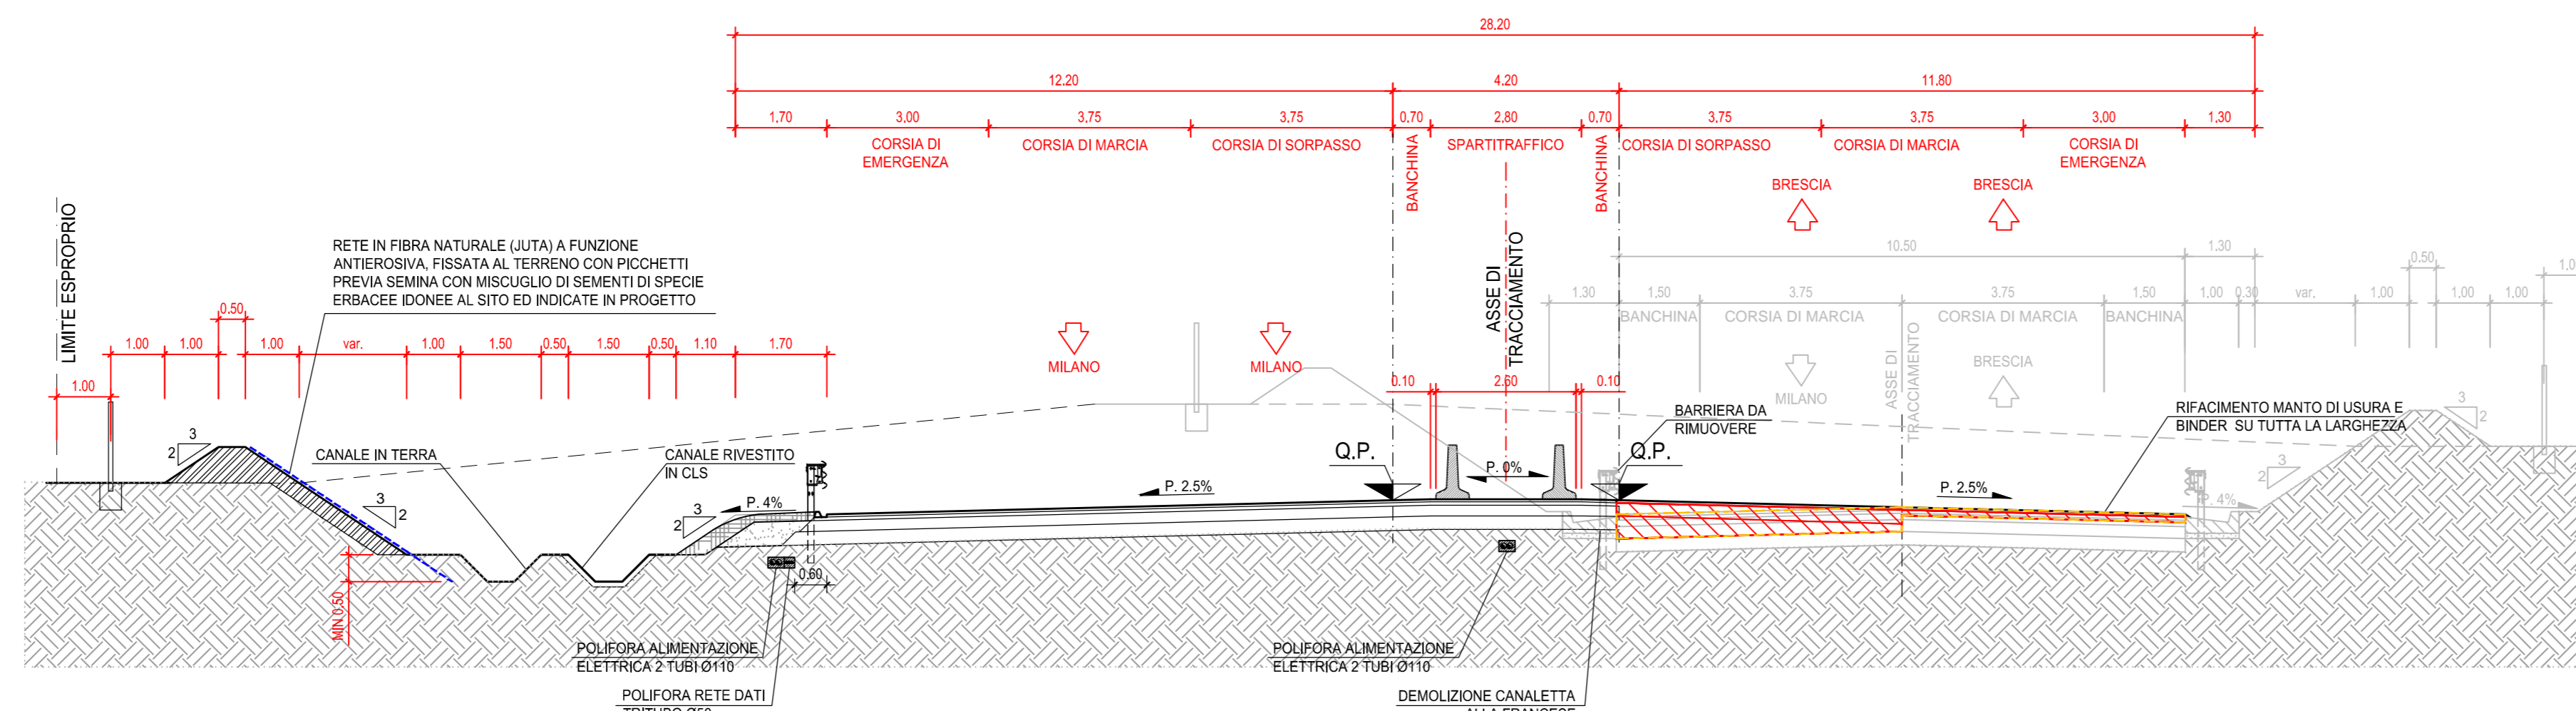 28.20
12.20 4.20 11.80
1.70 3.00 3.75 3.75 0.70 2.80 0.70 3.75 3.75 3.00 1.30
CORSIA DI
EMERGENZA
CORSIA DI MARCIA
CORSIA DI SORPASSO
BANCHINA
SPARTITRAFFICO
BANCHINA
CORSIA DI SORPASSO
CORSIA DI MARCIA
CORSIA DI
EMERGENZA
BRESCIA
BRESCIA
LIMITE ESPROPRIO
RETE IN FIBRA NATURALE (JUTA) A FUNZIONE
ANTIEROSIVA, FISSATA AL TERRENO CON PICCHETTI
PREVIA SEMINA CON MISCUGLIO DI SEMENTI DI SPECIE
ERBACEE IDONEE AL SITO ED INDICATE IN PROGETTO
ASSE DI
TRACCIAMENTO
10.50 1.30
0.50
1.0
1.30 1.50 3.75 3.75 1.50 1.00 0.30 var. 1.00 1.00 1.00
BANCHINA
CORSIA DI MARCIA
CORSIA DI MARCIA
BANCHINA
0.50
1.00 1.00 1.00 var. 1.00 1.50 0.50 1.50 0.50 1.10 1.70
1.00
MILANO
MILANO
0.10 2.60 0.10
MILANO
ASSE DI
TRACCIAMENTO
BRESCIA
BARRIERA DA
RIMUOVERE
RIFACIMENTO MANTO DI USURA E
BINDER SU TUTTA LA LARGHEZZA
3
2
3
2
CANALE IN TERRA
CANALE RIVESTITO
IN CLS
Q.P.
Q.P.
P. 0%
P. 2.5%
P. 2.5%
P. 4%
P. 4%
3
2
3
2
3
2
0.60
MIN.0.50
POLIFORA ALIMENTAZIONE
ELETTRICA 2 TUBI Ø110
POLIFORA ALIMENTAZIONE
ELETTRICA 2 TUBI Ø110
POLIFORA RETE DATI
TRITUBO Ø50
DEMOLIZIONE CANALETTA
ALLA FRANCESE